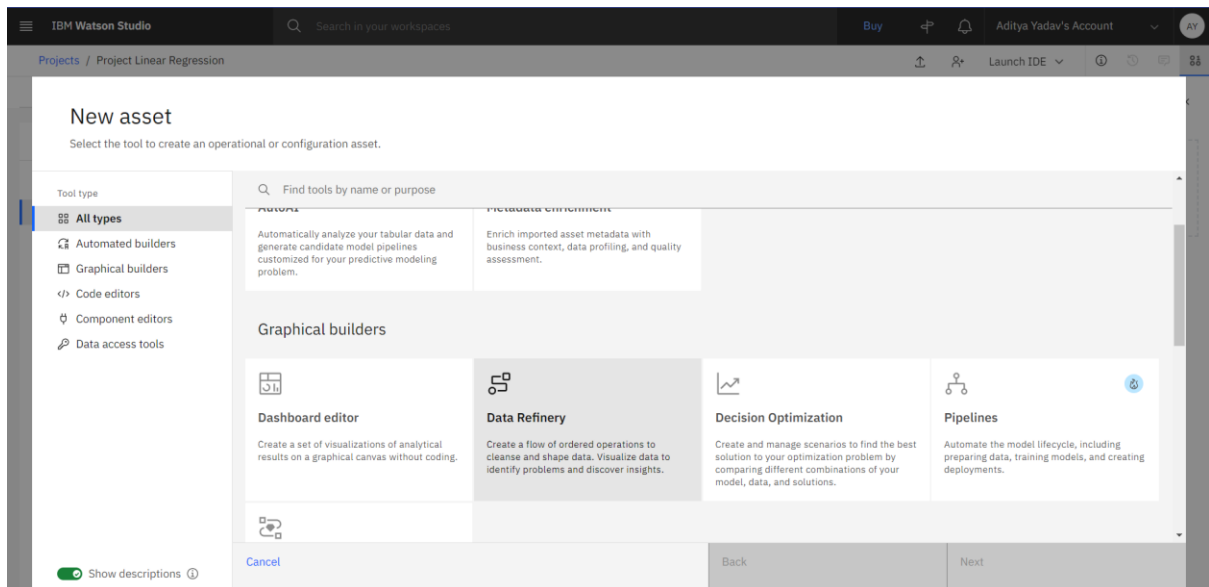 IBM Watson Studio
Search in your workspaces
Buy
Aditya Yadav's Account
AY
Projects / Project Linear Regression
Launch IDE
New asset
Select the tool to create an operational or configuration asset.
Tool type
All types
Automated builders
Graphical builders
Code editors
Component editors
Data access tools
Show descriptions
Find tools by name or purpose
AutoAI
Automatically analyze your tabular data and
generate candidate model pipelines
customized for your predictive modeling
problem.
Metadata enrichment
Enrich imported asset metadata with
business context, data profiling, and quality
assessment.
Graphical builders
Dashboard editor
Create a set of visualizations of analytical
results on a graphical canvas without coding.
Data Refinery
Create a flow of ordered operations to
cleanse and shape data. Visualize data to
identify problems and discover insights.
Decision Optimization
Create and manage scenarios to find the best
solution to your optimization problem by
comparing different combinations of your
model, data, and solutions.
Pipelines
Automate the model lifecycle, including
preparing data, training models, and creating
deployments.
Cancel
Back
Next